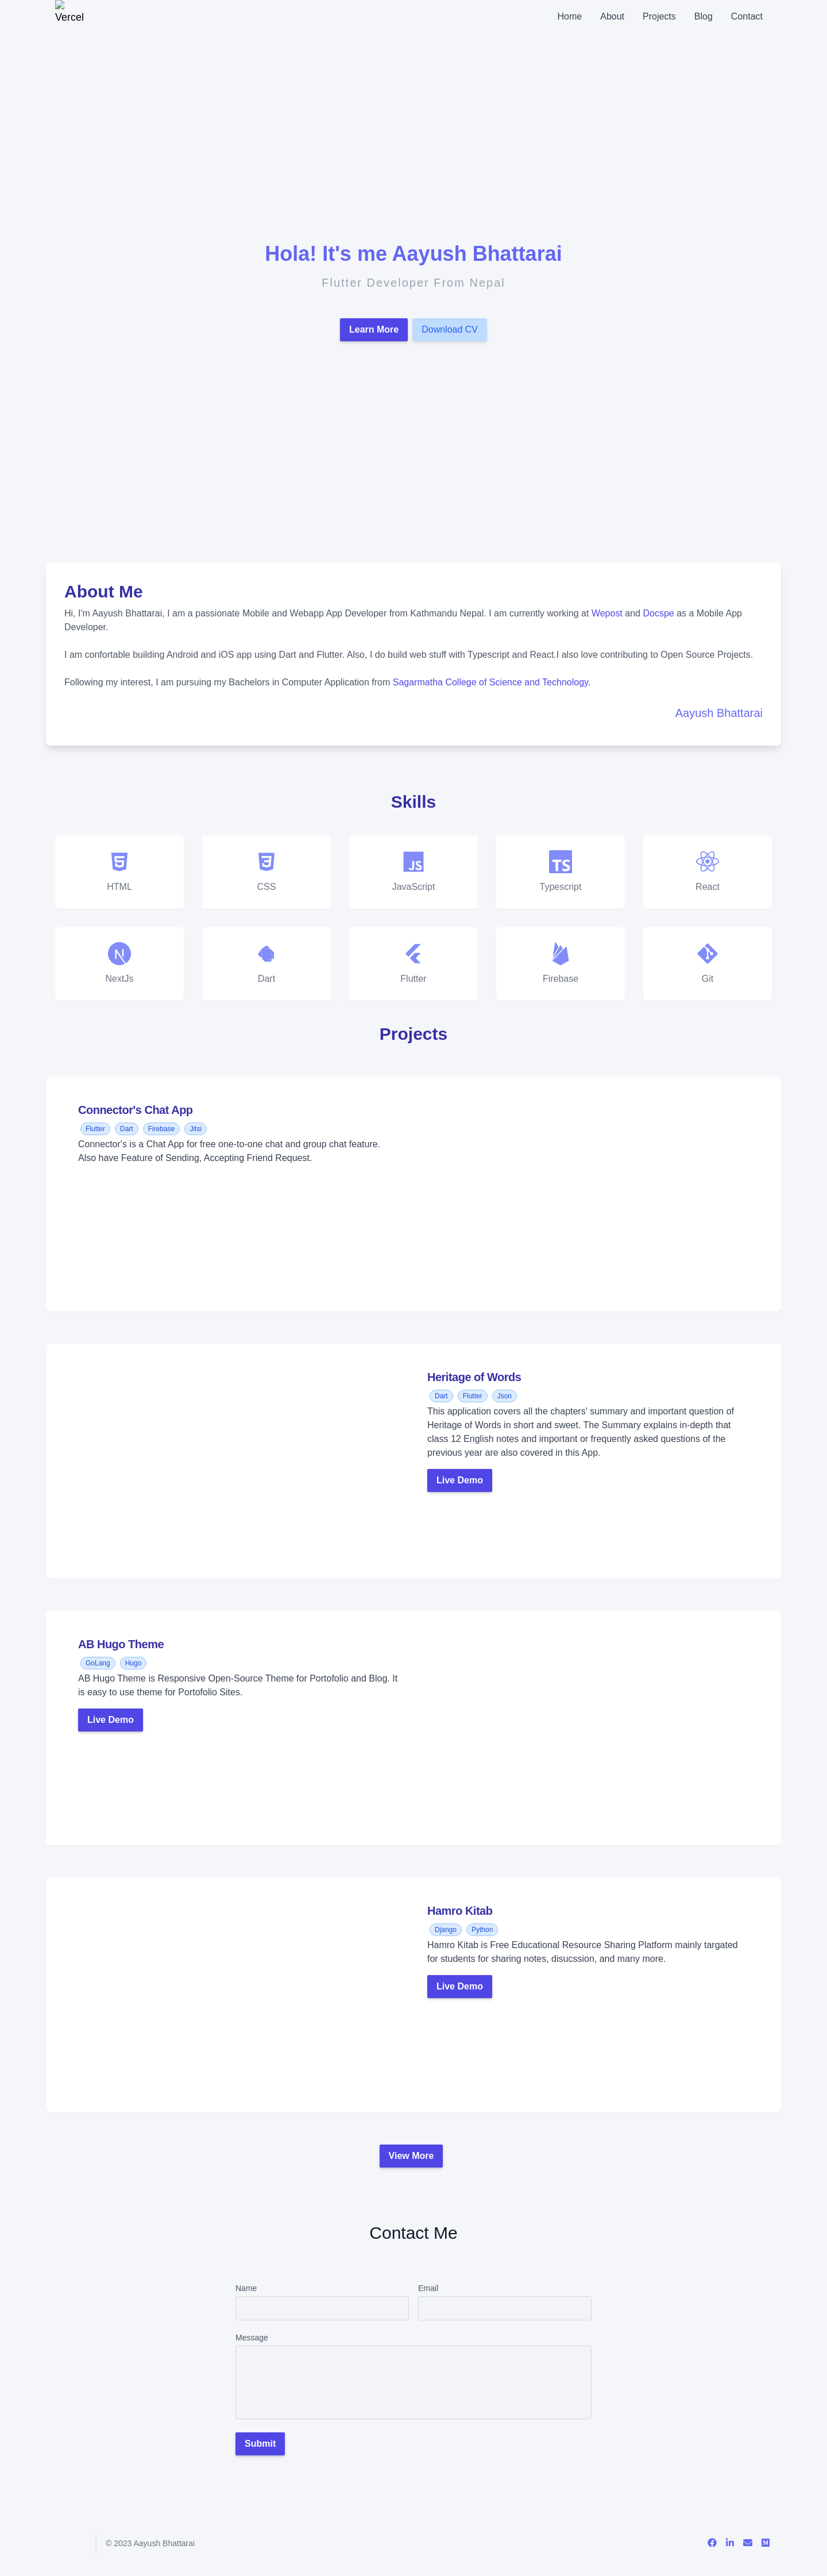 Vercel
Home
About
Projects
Blog
Contact
Hola! It's me Aayush Bhattarai
Flutter Developer From Nepal
Learn More
Download CV
About Me
Hi, I'm Aayush Bhattarai, I am a passionate Mobile and Webapp App Developer from Kathmandu Nepal. I am currently working at Wepost and Docspe as a Mobile App
Developer.
I am confortable building Android and iOS app using Dart and Flutter. Also, I do build web stuff with Typescript and React.I also love contributing to Open Source Projects.
Following my interest, I am pursuing my Bachelors in Computer Application from Sagarmatha College of Science and Technology.
Aayush Bhattarai
Skills
HTML
CSS
JS
JavaScript
TS
Typescript
React
NextJs
Dart
Flutter
Firebase
Git
Projects
Connector's Chat App
Flutter
Dart
Firebase
Jitsi
Connector's is a Chat App for free one-to-one chat and group chat feature.
Also have Feature of Sending, Accepting Friend Request.
Heritage of Words
Dart
Flutter
Json
This application covers all the chapters' summary and important question of
Heritage of Words in short and sweet. The Summary explains in-depth that
class 12 English notes and important or frequently asked questions of the
previous year are also covered in this App.
Live Demo
AB Hugo Theme
GoLang
Hugo
AB Hugo Theme is Responsive Open-Source Theme for Portofolio and Blog. It
is easy to use theme for Portofolio Sites.
Live Demo
Hamro Kitab
Django
Python
Hamro Kitab is Free Educational Resource Sharing Platform mainly targated
for students for sharing notes, disucssion, and many more.
Live Demo
View More
Contact Me
Name
Email
Message
Submit
© 2023 Aayush Bhattarai